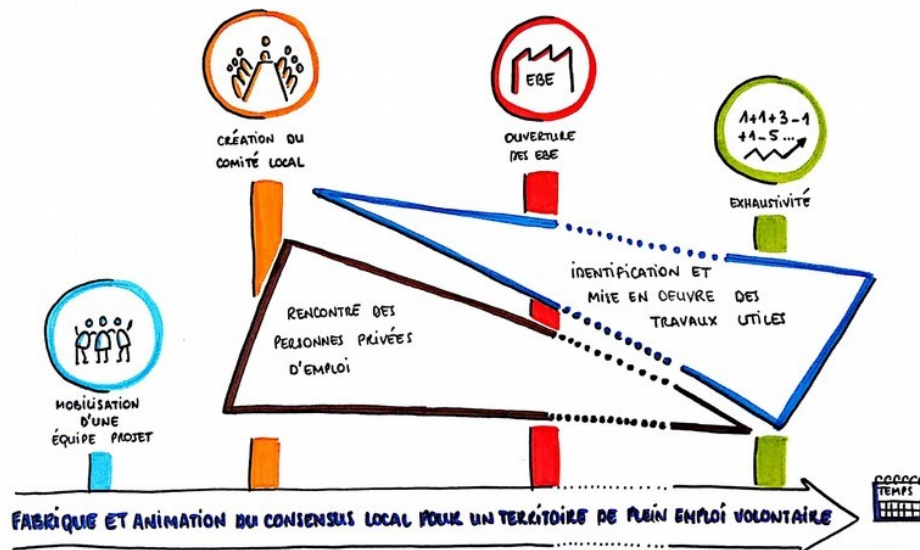 CRÉATION DU
COMITÉ LOCAL
EBE
OUVERTURE
DES EBE
1+1+3-1
+1-5...
EXHAUSTIVITÉ
RENCONTRE DES
PERSONNES PRIVÉES
D'EMPLOI
IDENTIFICATION ET
MISE EN OEUVRE DES
TRAVAUX UTILES
MOBILISATION
D'UNE
ÉQUIPE PROJET
FABRIQUE ET ANIMATION DU CONSENSUS LOCAL POUR UN TERRITOIRE DE PLEIN EMPLOI VOLONTAIRE
TEMPS